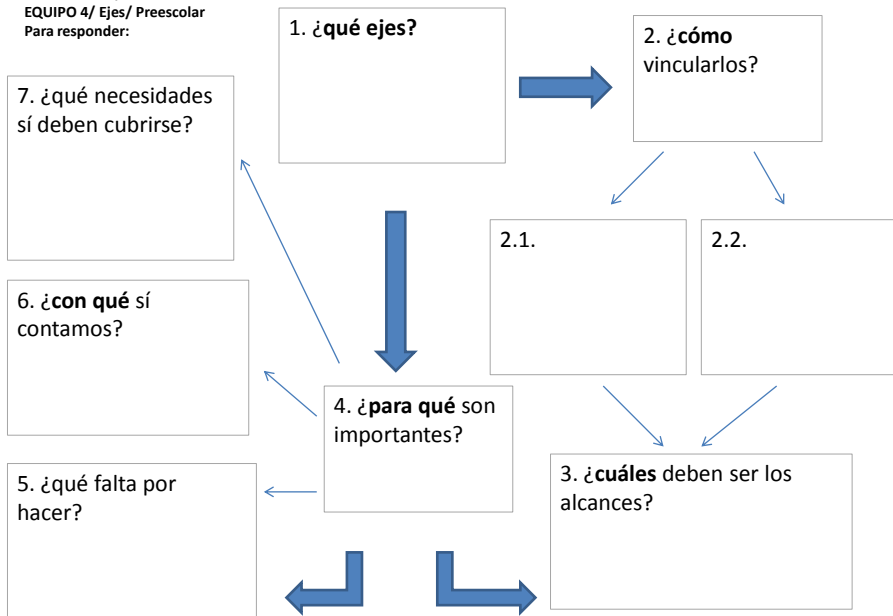 EQUIPO 4/ Ejes/ Preescolar
Para responder:
1. ¿qué ejes?
2. ¿cómo
vincularlos?
7. ¿qué necesidades
sí deben cubrirse?
2.1.
2.2.
6. ¿con qué sí
contamos?
4. ¿para qué son
importantes?
3. ¿cuáles deben ser los
alcances?
5. ¿qué falta por
hacer?